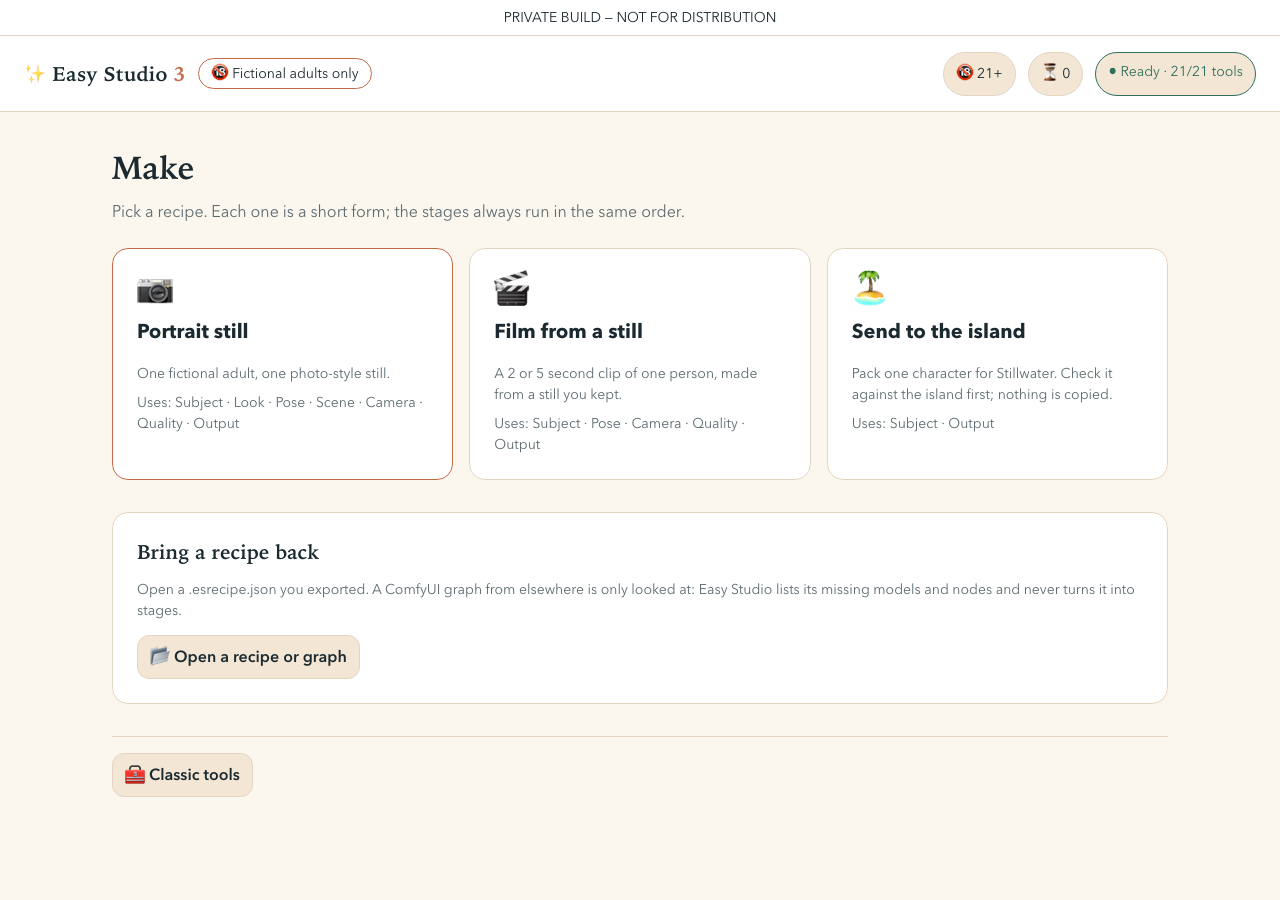 PRIVATE BUILD — NOT FOR DISTRIBUTION
✨ Easy Studio 3
🔞 Fictional adults only
🔞 21+
⏳ 0
● Ready · 21/21 tools
Make
Pick a recipe. Each one is a short form; the stages always run in the same order.
Portrait still
One fictional adult, one photo-style still.
Uses: Subject · Look · Pose · Scene · Camera ·
Quality · Output
Film from a still
A 2 or 5 second clip of one person, made
from a still you kept.
Uses: Subject · Pose · Camera · Quality ·
Output
Send to the island
Pack one character for Stillwater. Check it
against the island first; nothing is copied.
Uses: Subject · Output
Bring a recipe back
Open a .esrecipe.json you exported. A ComfyUI graph from elsewhere is only looked at: Easy Studio lists its missing models and nodes and never turns it into
stages.
Open a recipe or graph
Classic tools